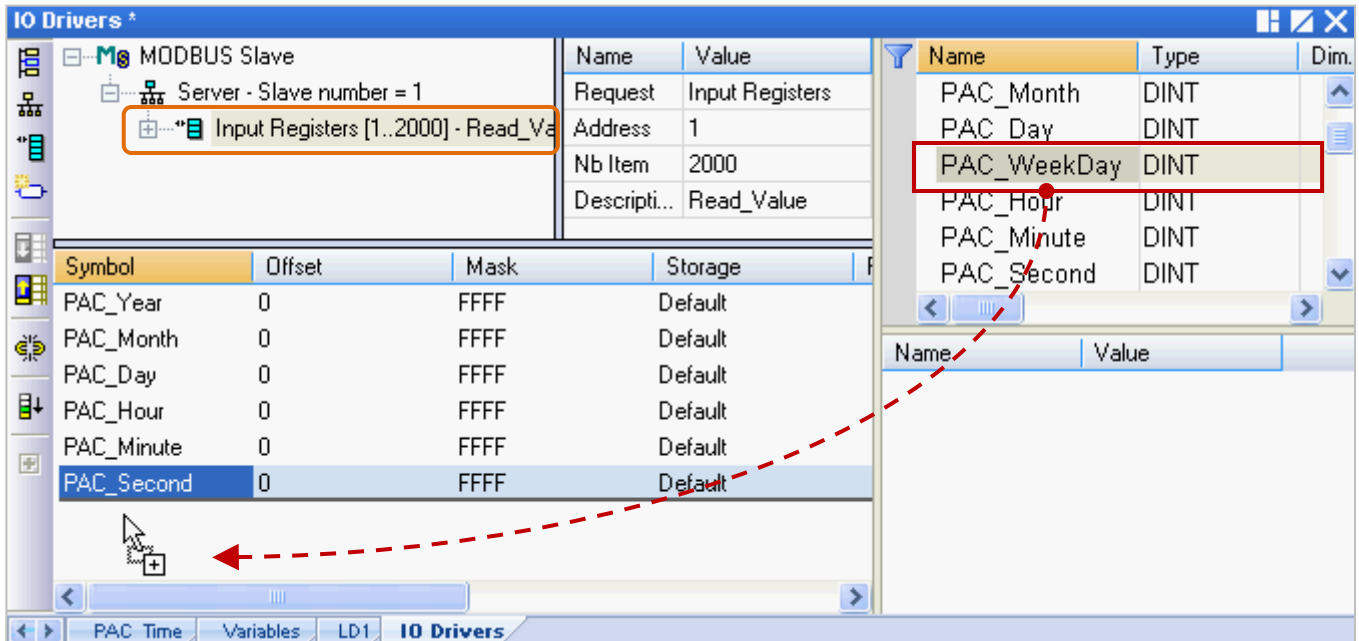 IO Drivers *
MODBUS Slave
Server - Slave number = 1
Input Registers [1..2000] - Read_Va
Name Value
Request Input Registers
Address 1
Nb Item 2000
Descripti... Read_Value
Name Type Dim.
PAC_Month DINT
PAC_Day DINT
PAC_WeekDay DINT
PAC_Hour DINT
PAC_Minute DINT
PAC_Second DINT
Symbol Offset Mask Storage
PAC_Year 0 FFFF Default
PAC_Month 0 FFFF Default
PAC_Day 0 FFFF Default
PAC_Hour 0 FFFF Default
PAC_Minute 0 FFFF Default
PAC_Second 0 FFFF Default
Name Value
PAC Time Variables LD1 IO Drivers